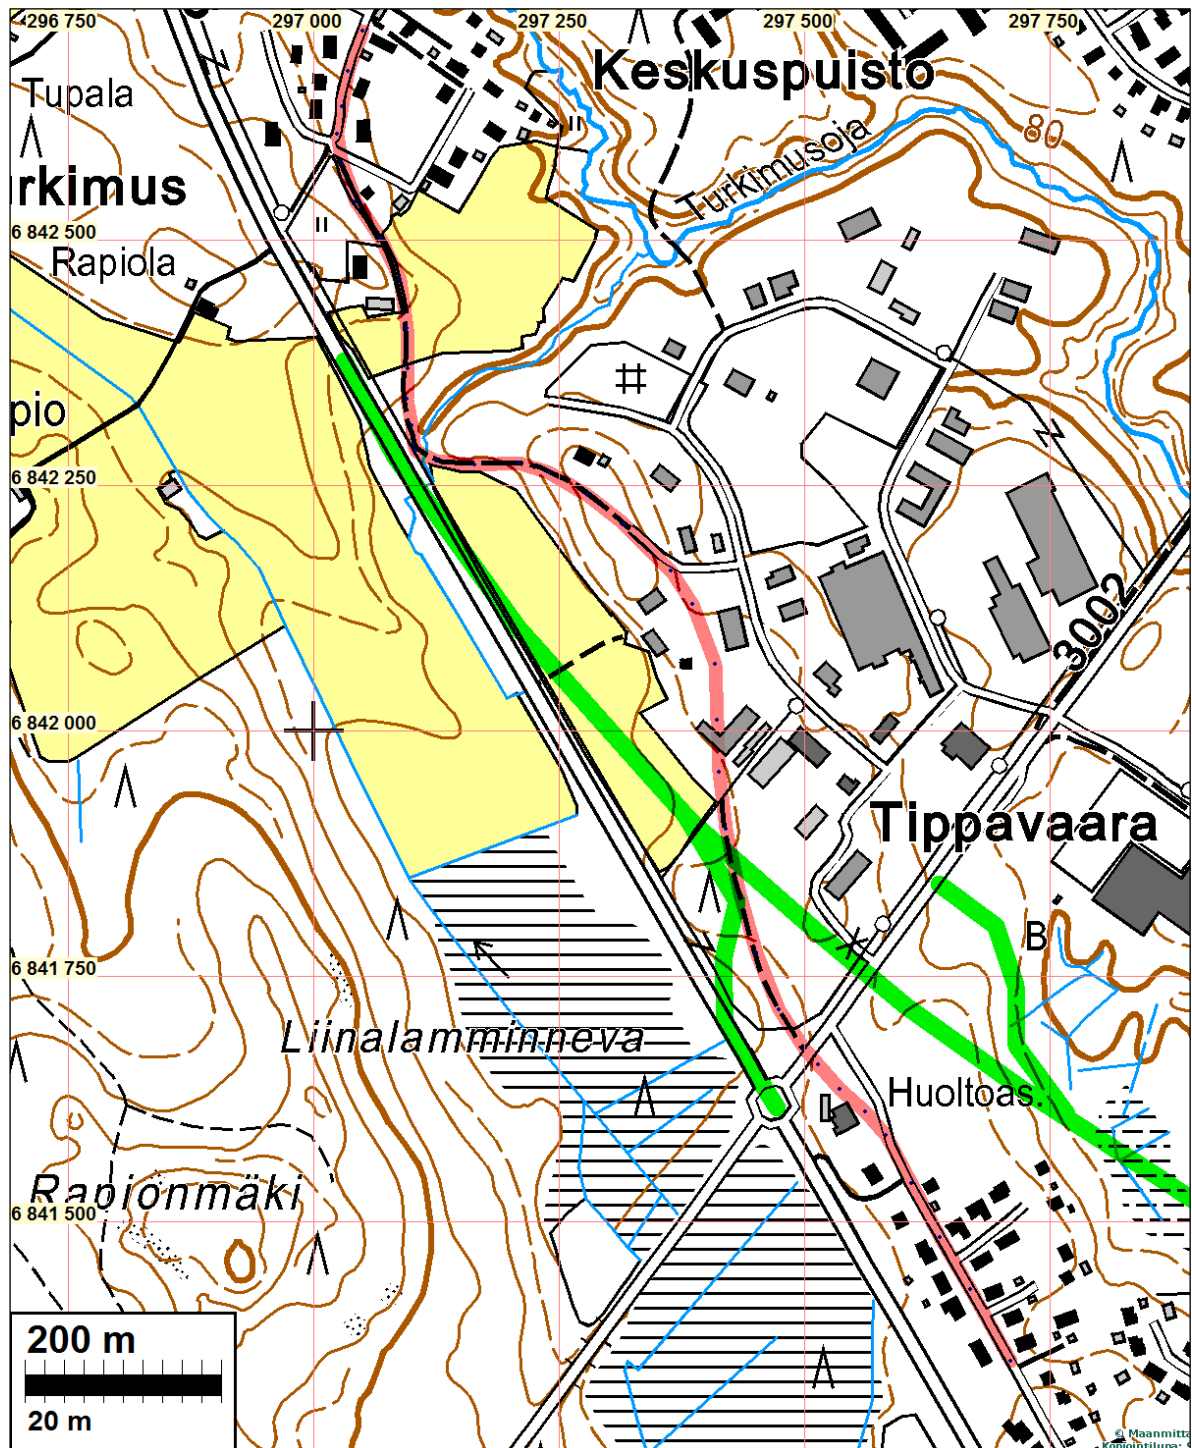 296 750
297 000
297 250
297 500
297 750
Keskuspuisto
Tupala
80
Turkimusoja
rkimus
6 842 500
Rapiola
pio
6 842 250
3002
6 842 000
Tippavaara
B
6 841 750
Liinalamminneva
Huoltoas.
Rapionmäki
6 841 500
200 m
20 m
© Maanmitta
Kopiointilupa